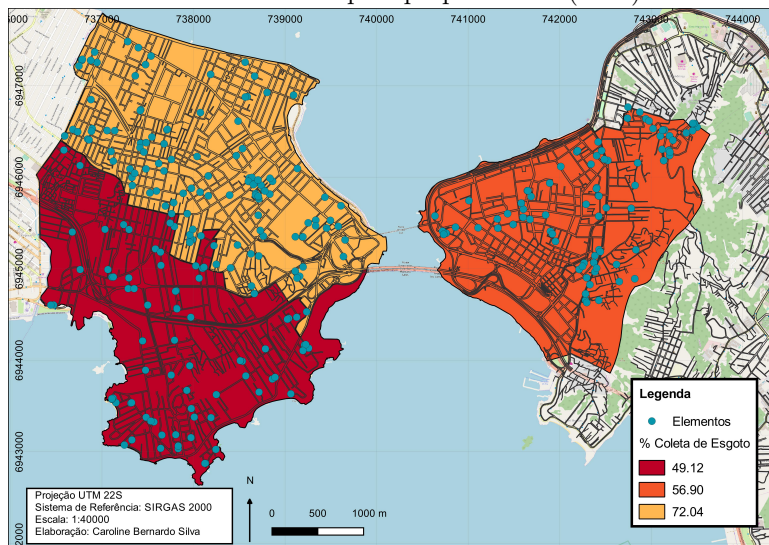 6000 737000 738000 739000 740000 741000 742000 743000 744000
6947000
6946000
6945000
6944000
6943000
2000
Legenda
Elementos
% Coleta de Esgoto
49.12
56.90
72.04
Projeção UTM 22S
Sistema de Referência: SIRGAS 2000
Escala: 1:40000
Elaboração: Caroline Bernardo Silva
N
0 500 1000 m